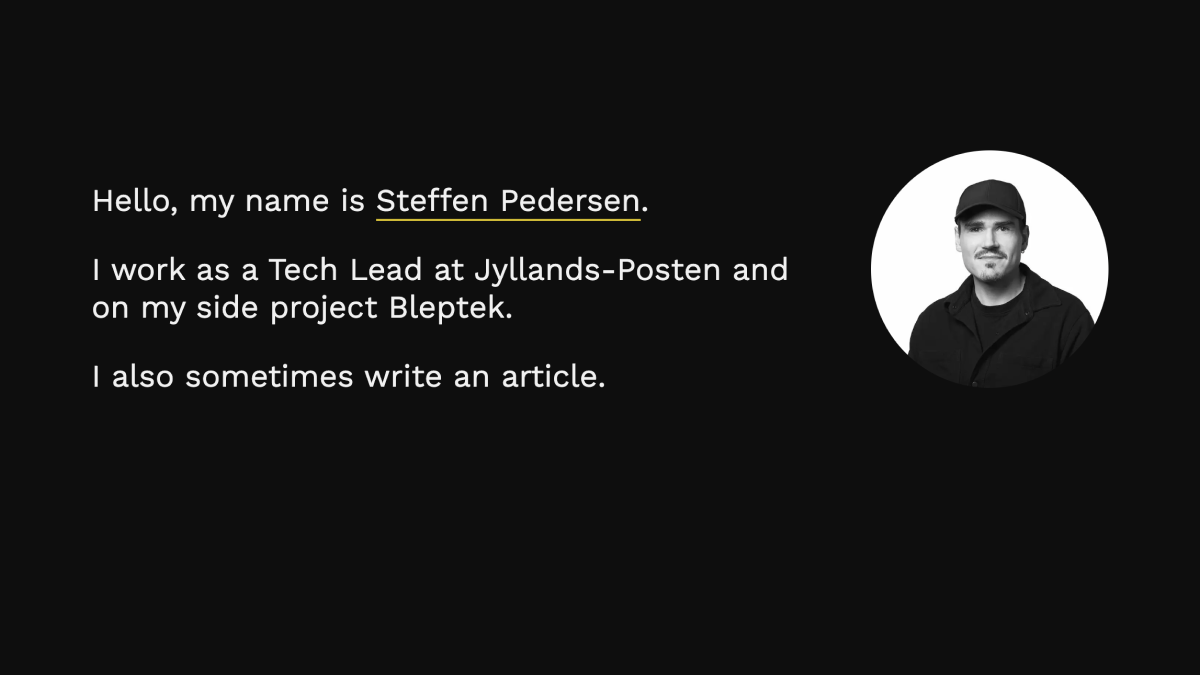 Hello, my name is Steffen Pedersen.
I work as a Tech Lead at Jyllands-Posten and
on my side project Bleptek.
I also sometimes write an article.